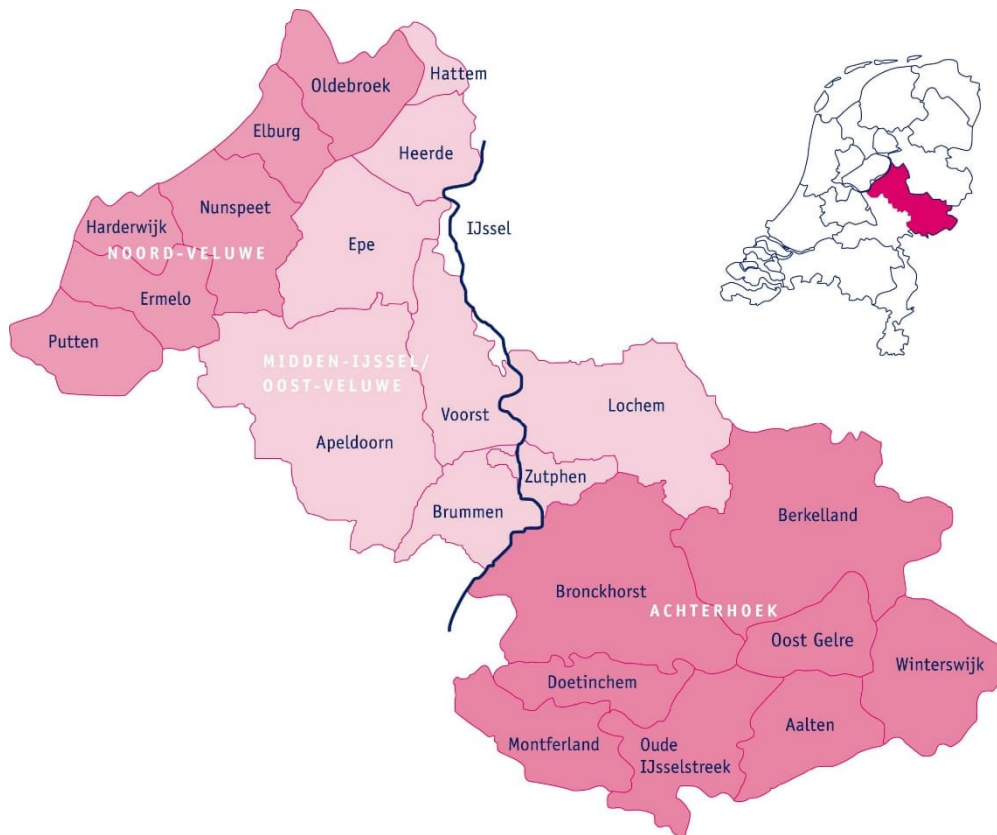 Oldebroek
Hattem
Elburg
Heerde
Nunspeet
Harderwijk
IJssel
Epe
NOORD-VELUWE
Ermelo
Putten
MIDDEN-IJSSEL/
OOST-VELUWE
Voorst
Lochem
Apeldoorn
Zutphen
Brummen
Berkelland
Bronckhorst
ACHTERHOEK
Oost Gelre
Winterswijk
Doetinchem
Aalten
Montferland
Oude
IJsselstreek